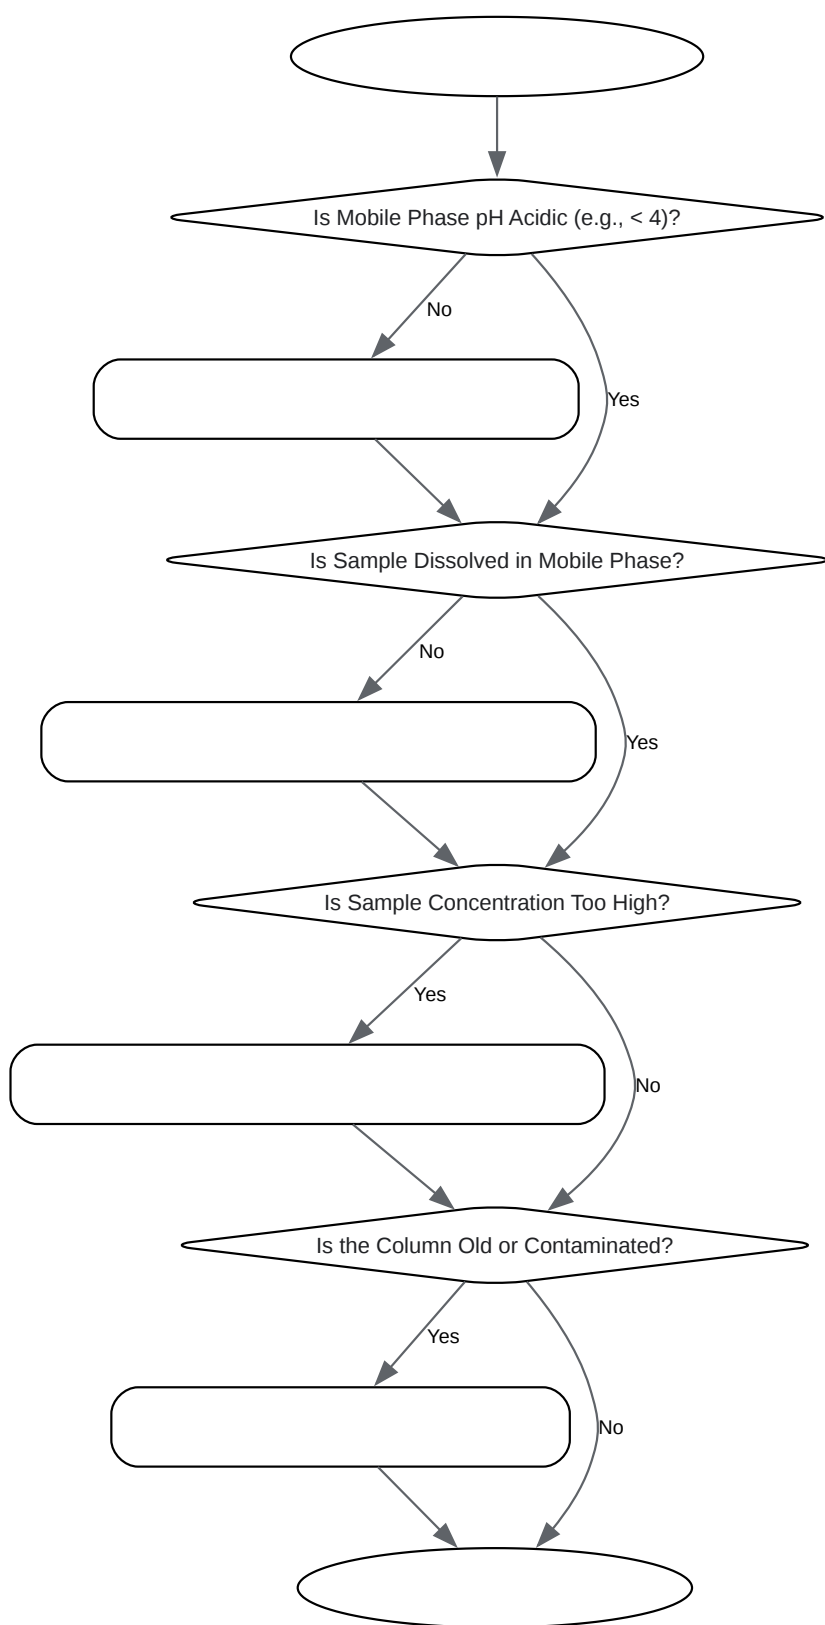 Is Mobile Phase pH Acidic (e.g., < 4)?
No
Yes
Is Sample Dissolved in Mobile Phase?
No
Yes
Is Sample Concentration Too High?
Yes
No
Is the Column Old or Contaminated?
Yes
No